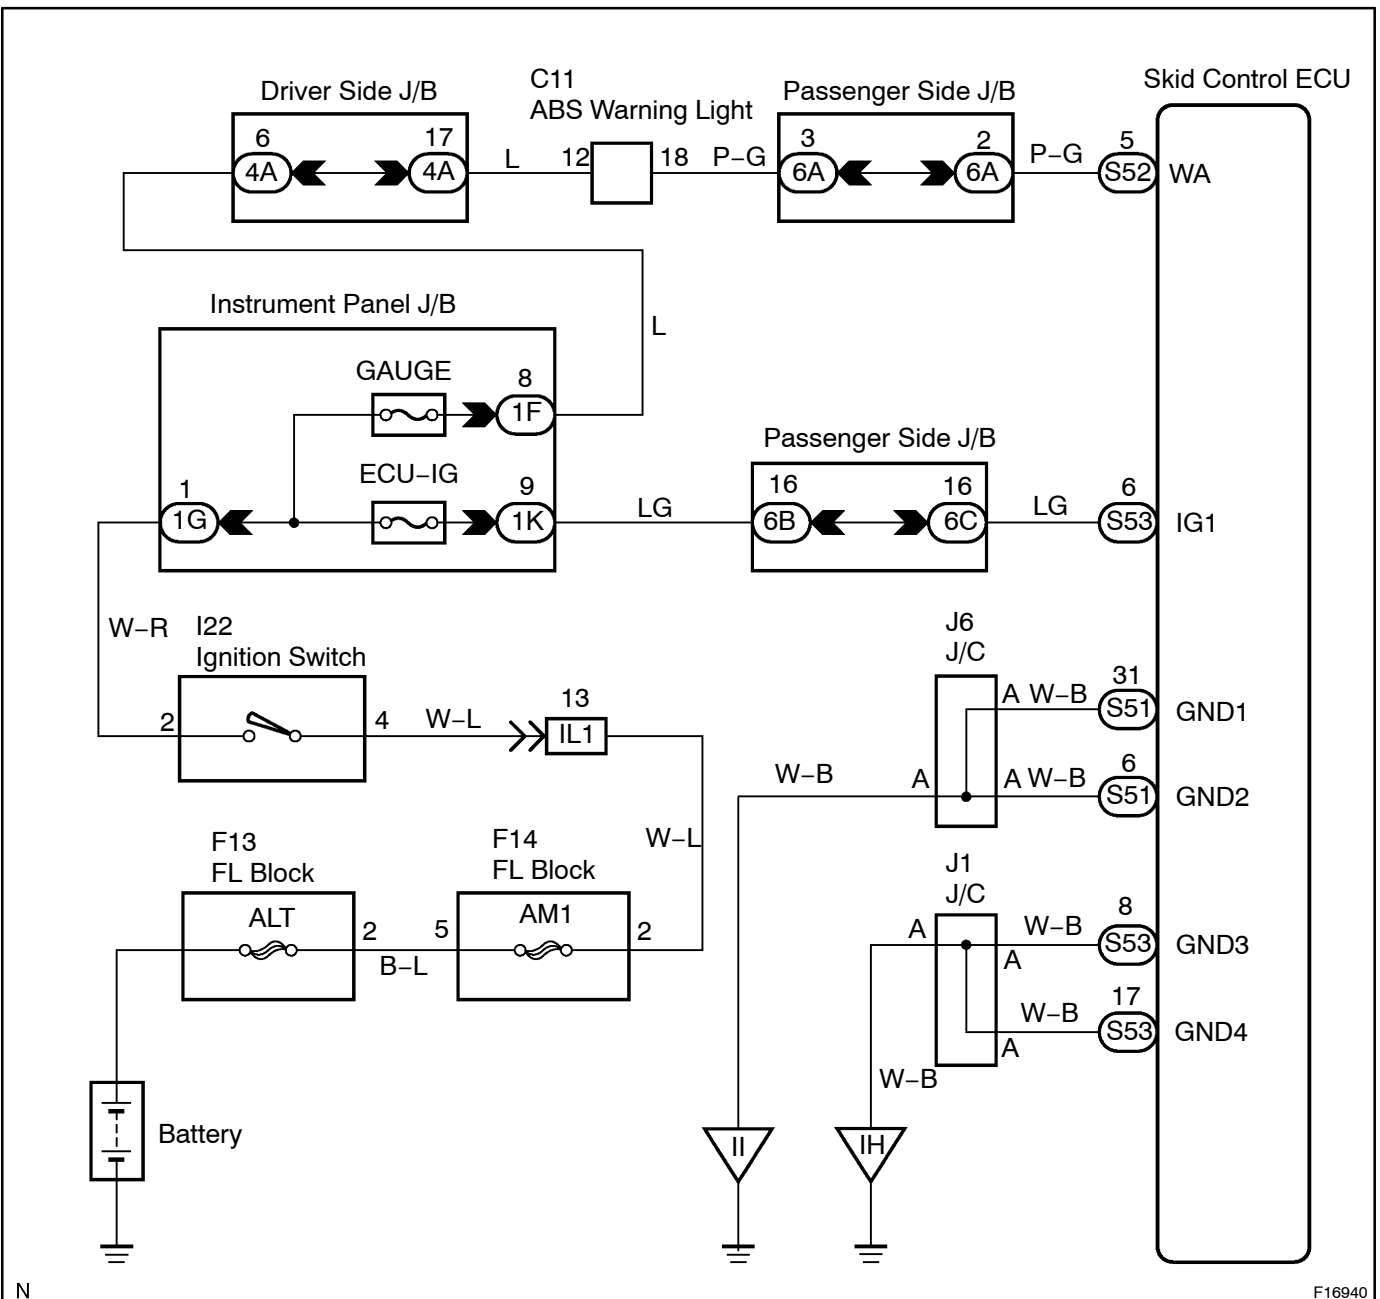 Skid Control ECU
Driver Side J/B
C11
ABS Warning Light
Passenger Side J/B
6
17
12
18
3
2
5
4A
4A
L
P-G
6A
6A
P-G
S52
WA
Instrument Panel J/B
L
GAUGE
8
1F
Passenger Side J/B
ECU-IG
1
9
16
16
6
1G
1K
LG
6B
6C
LG
S53
IG1
W-R
I22
Ignition Switch
J6
J/C
2
4
W-L
13
IL1
31
A W-B
S51
GND1
6
W-B
A
A W-B
S51
GND2
F13
FL Block
F14
FL Block
W-L
J1
J/C
ALT
2
5
AM1
2
B-L
8
A
W-B
A
S53
GND3
17
W-B
A
S53
GND4
W-B
Battery
II
IH
N
F16940